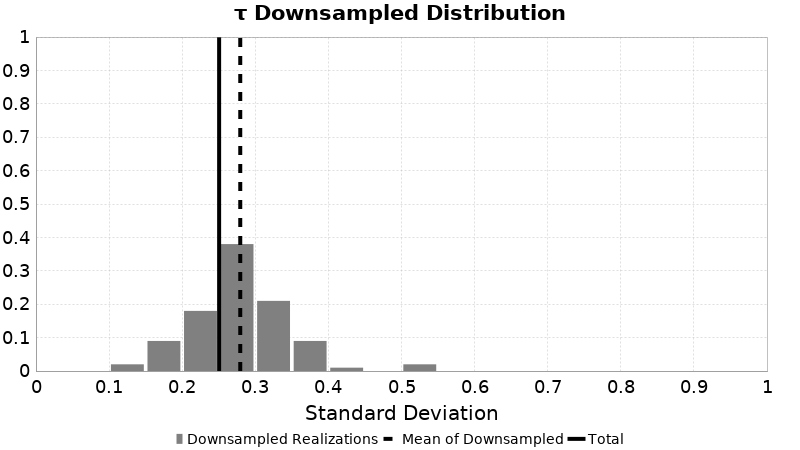 τ Downsampled Distribution
1
0.9
0.8
0.7
0.6
0.5
0.4
0.3
0.2
0.1
0
0 0.1 0.2 0.3 0.4 0.5 0.6 0.7 0.8 0.9 1
Standard Deviation
Downsampled Realizations Mean of Downsampled Total